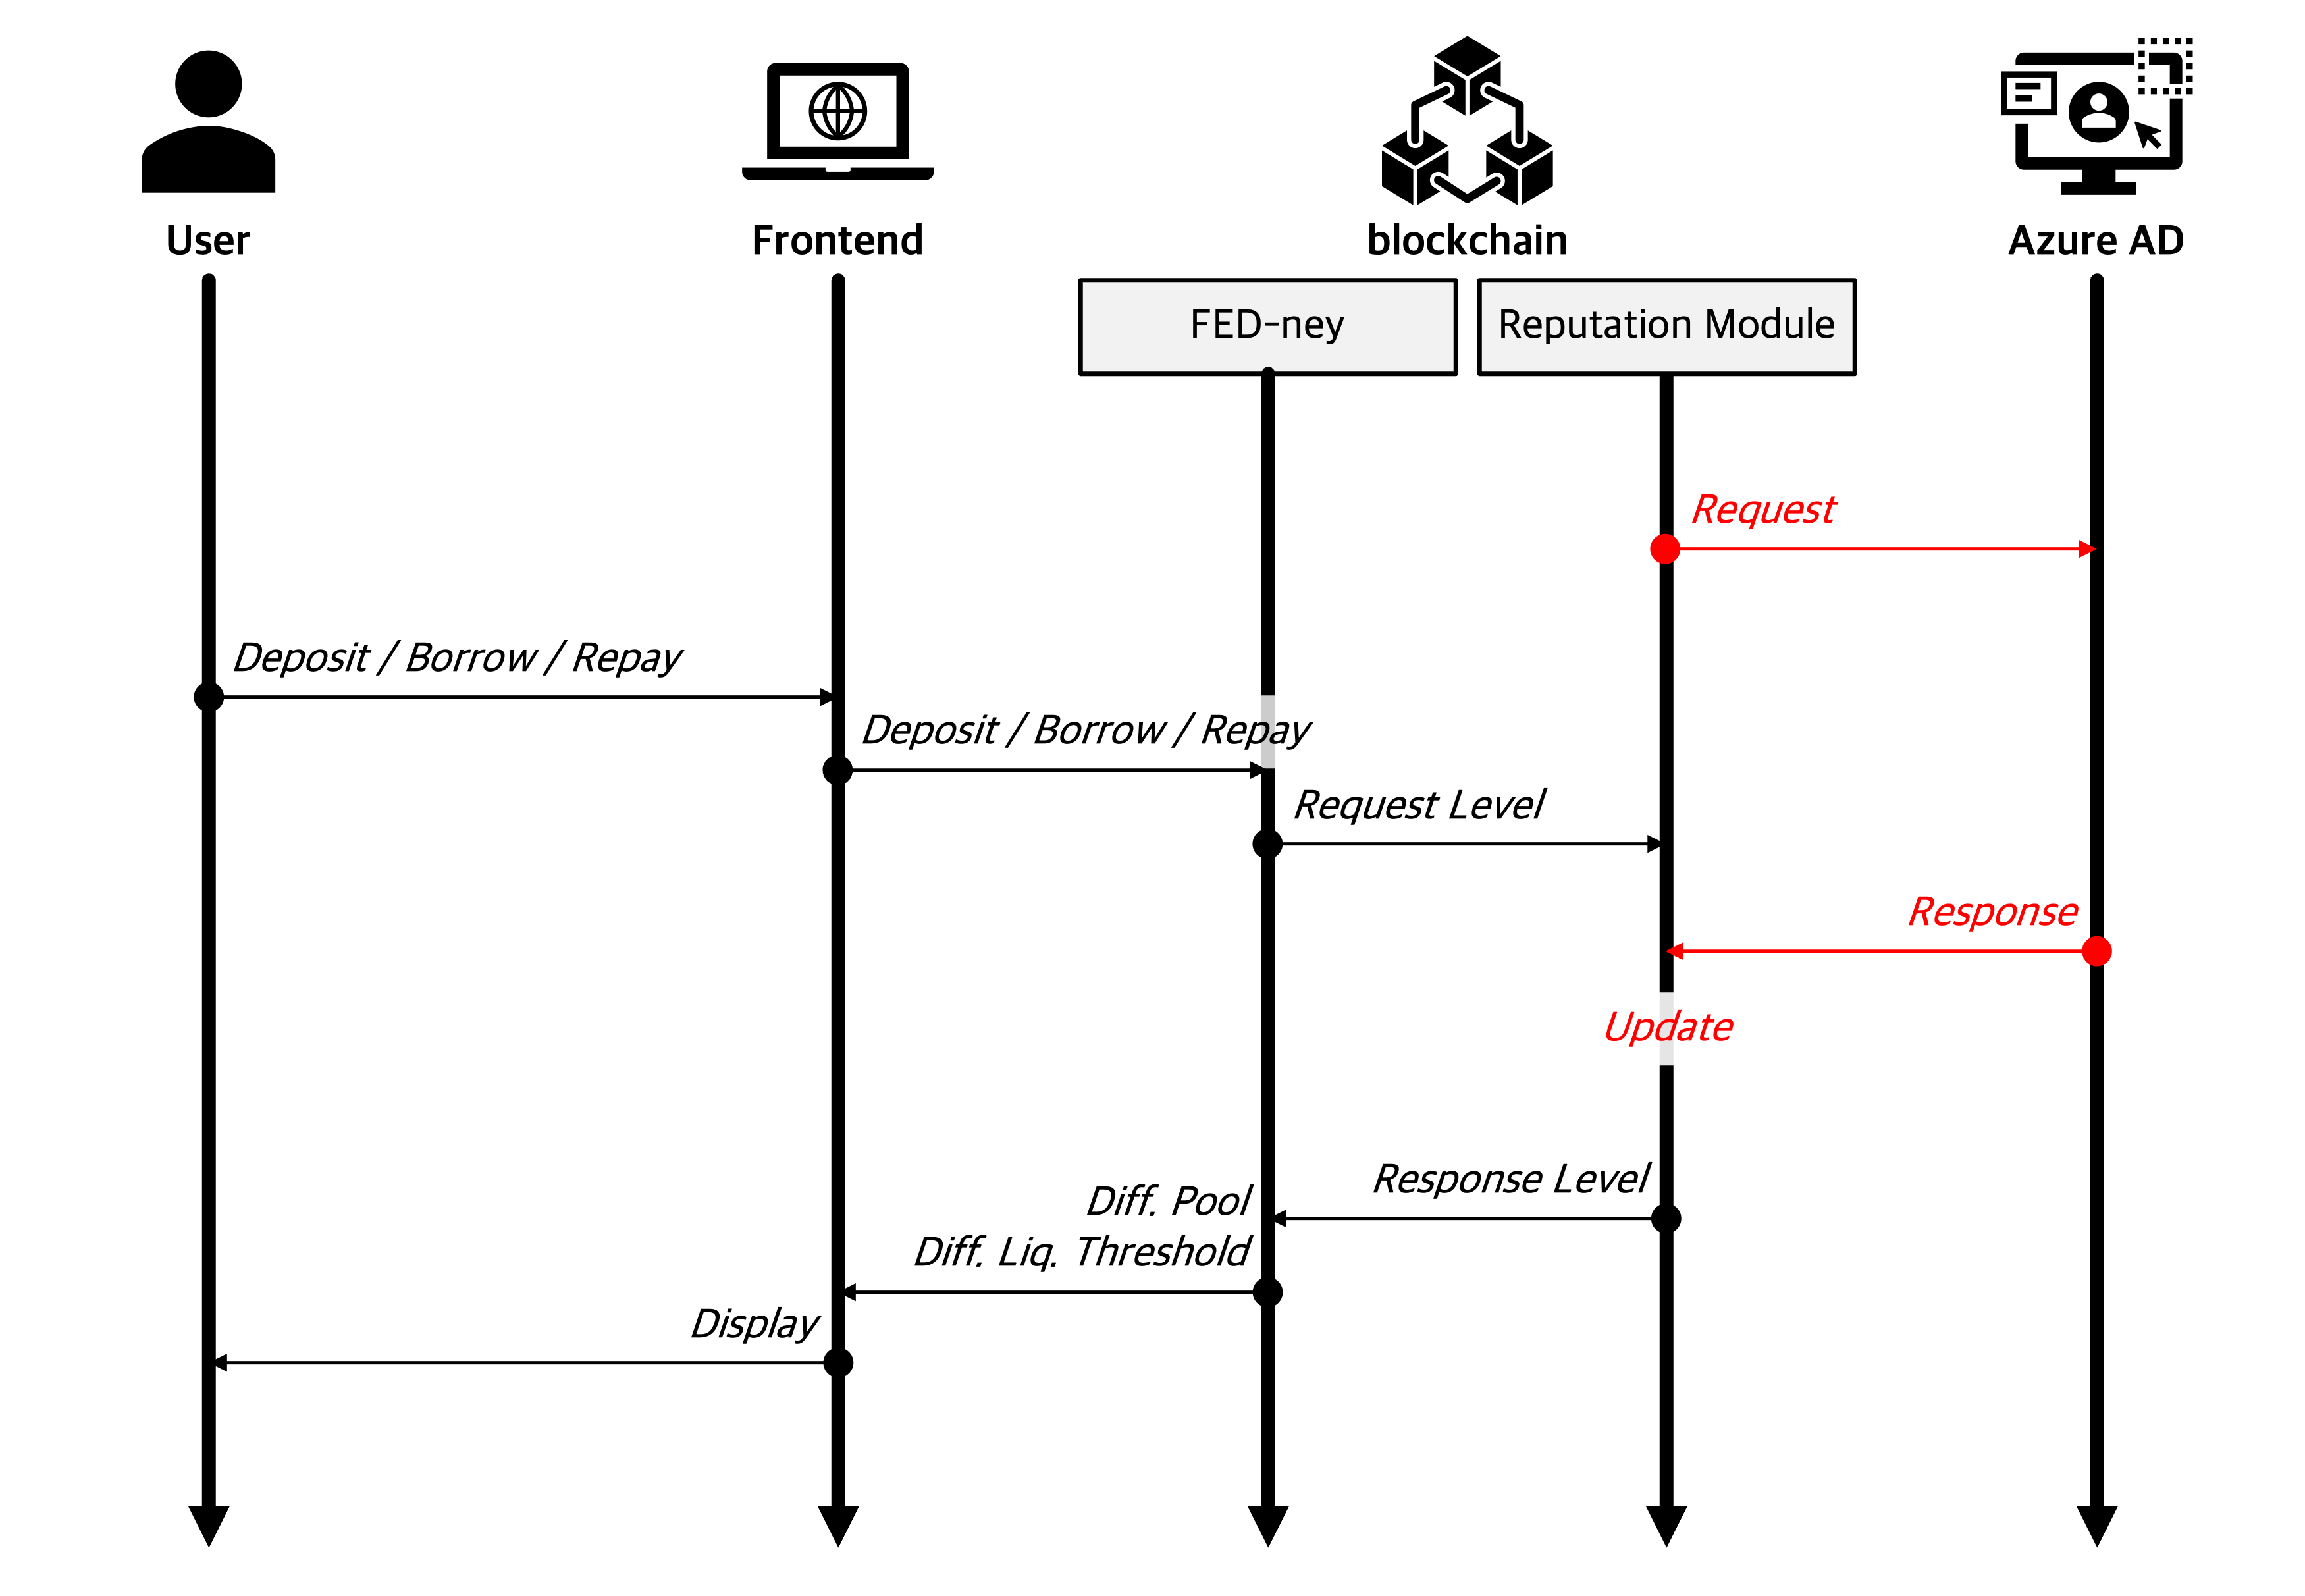 User
Frontend
blockchain
Azure AD
FED-ney
Reputation Module
Request
Deposit / Borrow / Repay
Deposit / Borrow / Repay
Request Level
Response
Update
Response Level
Diff. Pool
Diff. Liq. Threshold
Display